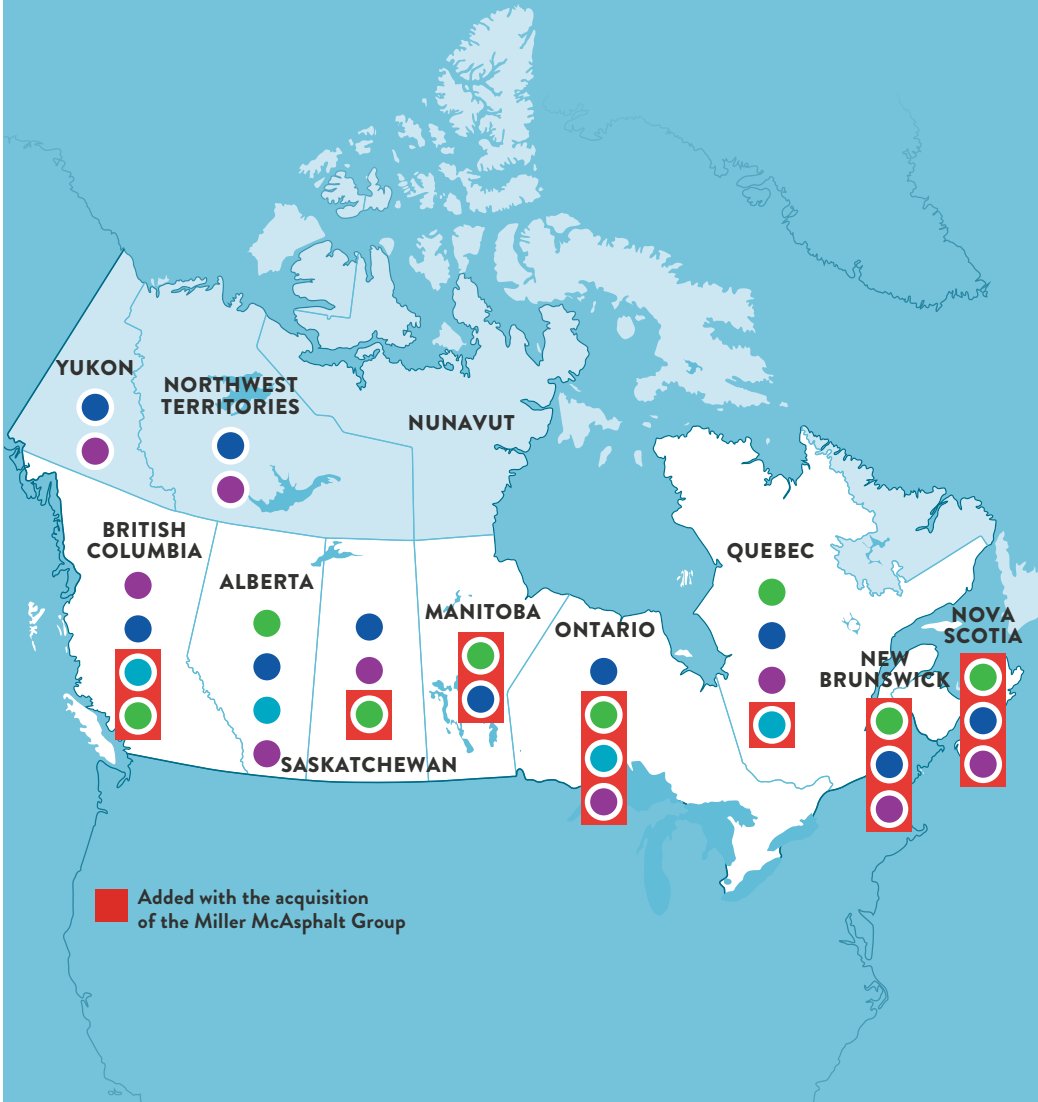 YUKON
NORTHWEST
TERRITORIES
NUNAVUT
BRITISH
COLUMBIA
ALBERTA
SASKATCHEWAN
MANITOBA
ONTARIO
QUEBEC
NEW
BRUNSWICK
NOVA
SCOTIA
Added with the acquisition
of the Miller McAsphalt Group